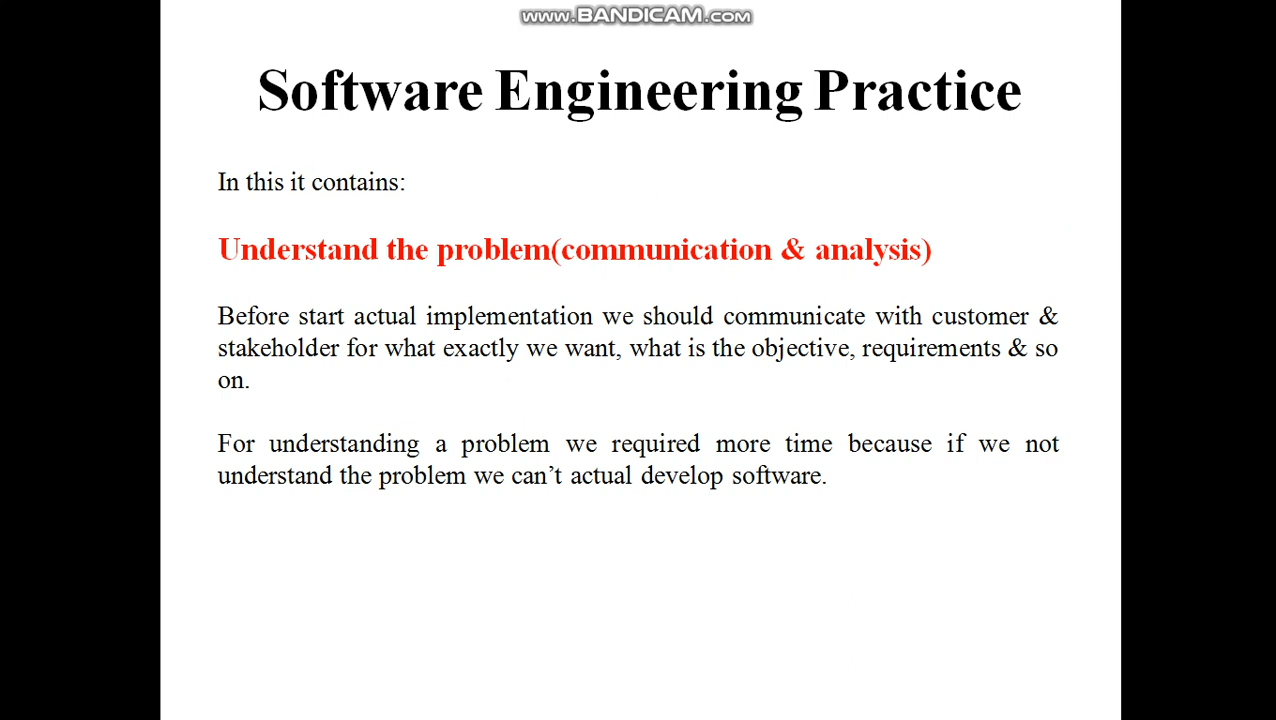 www.BANDICAM.com
Software Engineering Practice
In this it contains:
Understand the problem(communication & analysis)
Before start actual implementation we should communicate with customer &
stakeholder for what exactly we want, what is the objective, requirements & so
on.
For understanding a problem we required more time because if we not
understand the problem we can’t actual develop software.